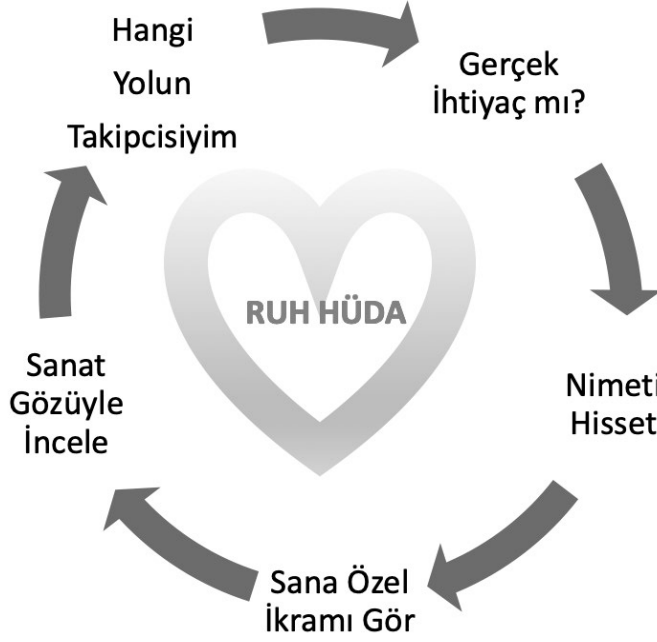 Hangi
Yolun
Takipcisiyim
Gerçek
İhtiyaç mı?
Nimeti
Hisset
Sana Özel
İkramı Gör
Sanat
Gözüyle
İncele
RUH HÜDA